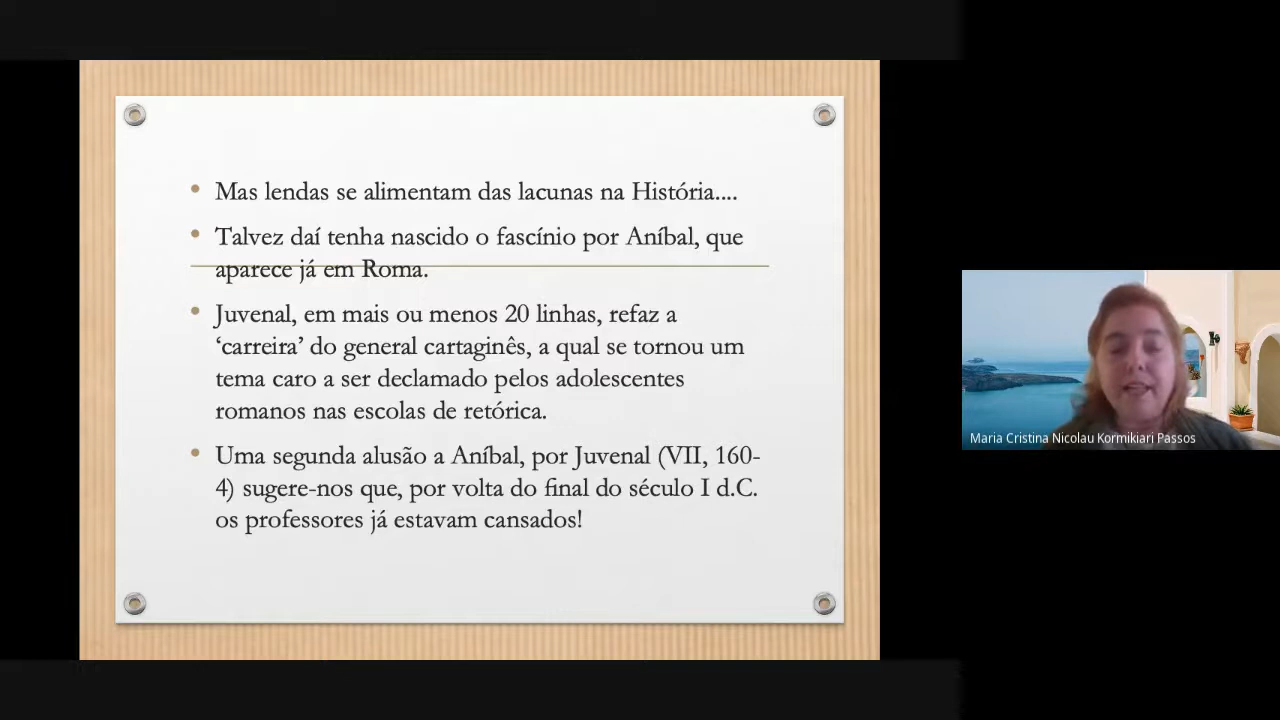 Mas lendas se alimentam das lacunas na História....
Talvez daí tenha nascido o fascínio por Aníbal, que
aparece já em Roma.
Juvenal, em mais ou menos 20 linhas, refaz a
‘carreira’ do general cartaginês, a qual se tornou um
tema caro a ser declamado pelos adolescentes
romanos nas escolas de retórica.
Uma segunda alusão a Aníbal, por Juvenal (VII, 160-
4) sugere-nos que, por volta do final do século I d.C.
os professores já estavam cansados!
Maria Cristina Nicolau Kormikiari Passos